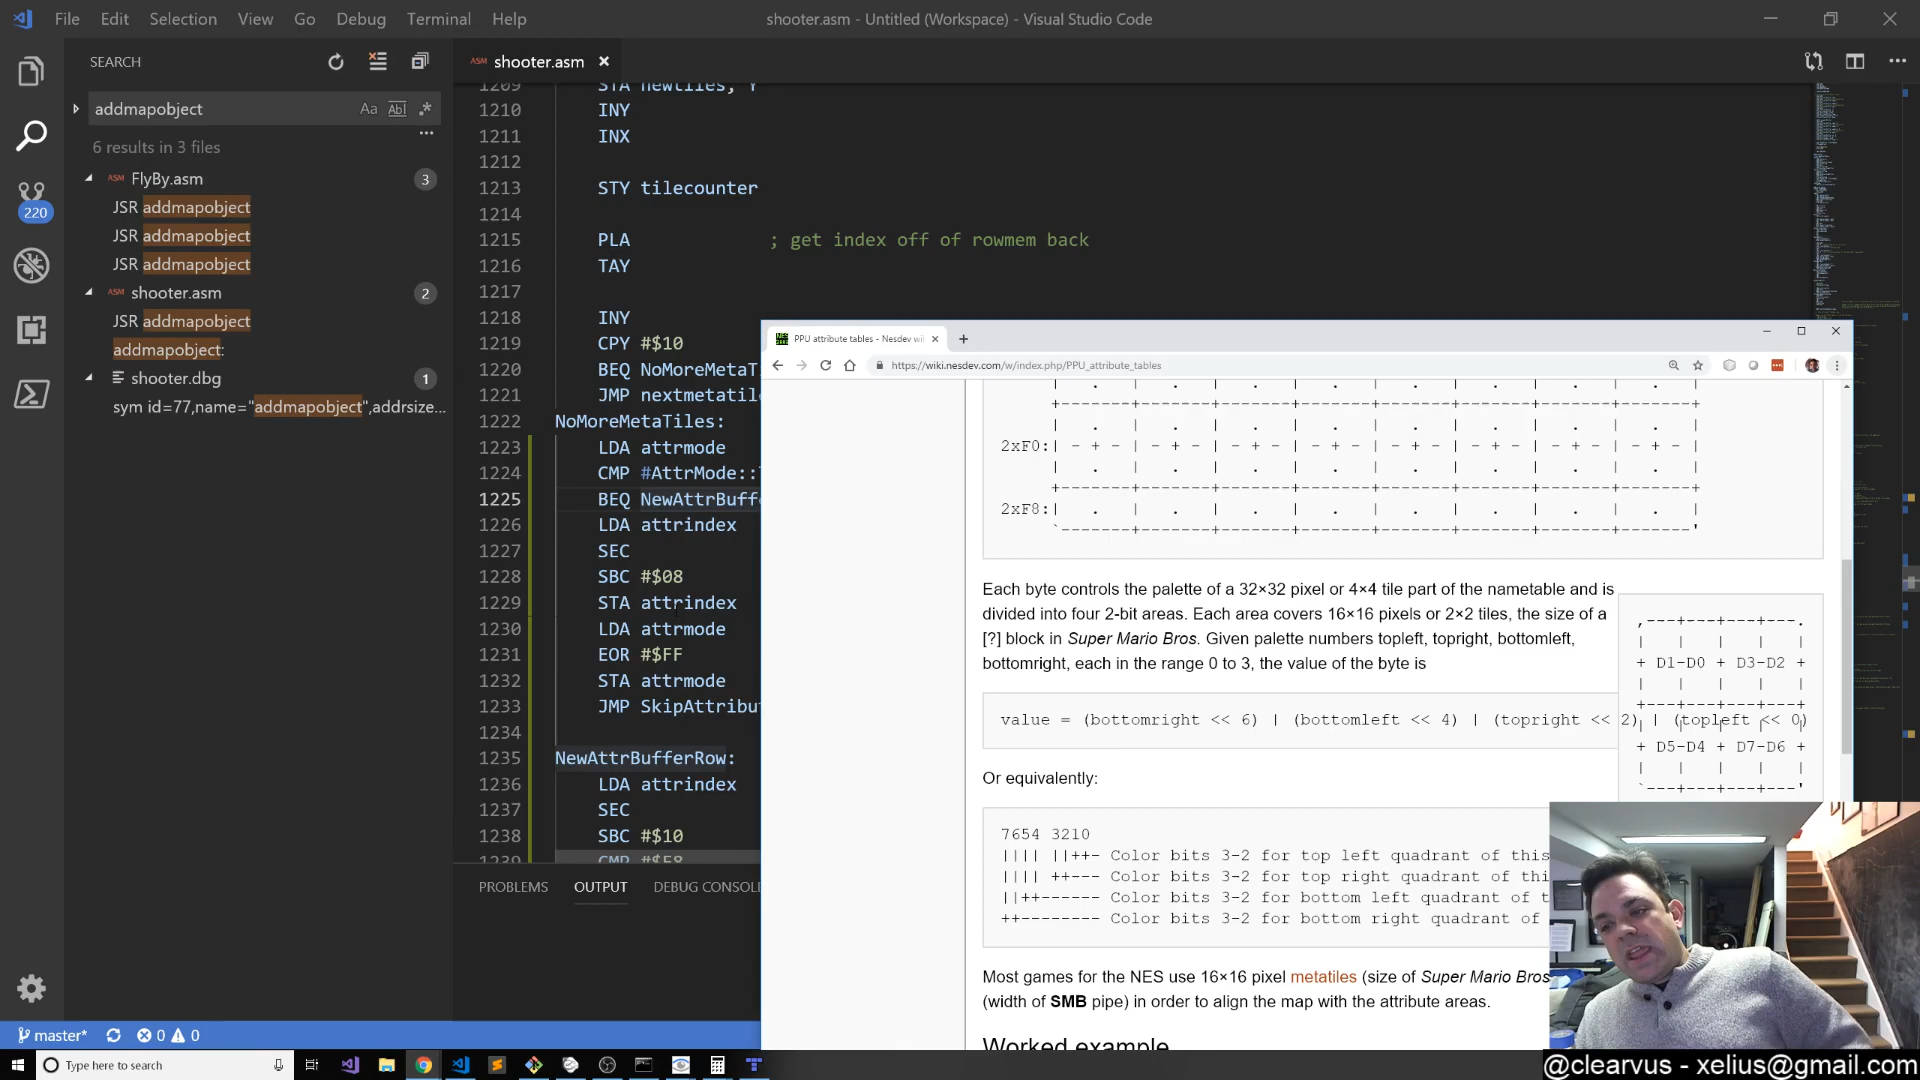 File Edit Selection View Go Debug Terminal Help
shooter.asm - Untitled (Workspace) - Visual Studio Code
SEARCH
addmapobject
Aa Abl .*
6 results in 3 files
FlyBy.asm 3
JSR addmapobject
JSR addmapobject
JSR addmapobject
shooter.asm 2
JSR addmapobject
addmapobject:
shooter.dbg 1
sym id=77,name="addmapobject",addrsize...
220
shooter.asm
1209 STA newtiles, Y
1210 INY
1211 INX
1212
1213 STY tilecounter
1214
1215 PLA ; get index off of rowmem back
1216 TAY
1217
1218 INY
1219 CPY #$10
1220 BEQ NoMoreMetaT
1221 JMP nextmetatil
1222 NoMoreMetaTiles:
1223 LDA attrmode
1224 CMP #AttrMode::
1225 BEQ NewAttrBuff
1226 LDA attrindex
1227 SEC
1228 SBC #$08
1229 STA attrindex
1230 LDA attrmode
1231 EOR #$FF
1232 STA attrmode
1233 JMP SkipAttribu
1234
1235 NewAttrBufferRow:
1236 LDA attrindex
1237 SEC
1238 SBC #$10
1239 CMP #$F8
PROBLEMS OUTPUT DEBUG CONSOL
master* 0 0
PPU attribute tables - Nesdev wi
https://wiki.nesdev.com/w/index.php/PPU_attribute_tables
| . | . | . | . | . | . | . | . |
+-------+-------+-------+-------+-------+-------+-------+-------+
| . | . | . | . | . | . | . | . |
2xF0:| - + - | - + - | - + - | - + - | - + - | - + - | - + - | - + - |
| . | . | . | . | . | . | . | . |
+-------+-------+-------+-------+-------+-------+-------+-------+
2xF8:| . | . | . | . | . | . | . | . |
`-------+-------+-------+-------+-------+-------+-------+-------'
Each byte controls the palette of a 32×32 pixel or 4×4 tile part of the nametable and is
divided into four 2-bit areas. Each area covers 16×16 pixels or 2×2 tiles, the size of a
[?] block in Super Mario Bros. Given palette numbers topleft, topright, bottomleft,
bottomright, each in the range 0 to 3, the value of the byte is
,---+---+---+---.
| | | | |
+ D1-D0 + D3-D2 +
| | | | |
+---+---+---+---+
| | | | |
+ D5-D4 + D7-D6 +
| | | | |
`---+---+---+---'
value = (bottomright << 6) | (bottomleft << 4) | (topright << 2) | (topleft << 0)
Or equivalently:
7654 3210
|||| ||++- Color bits 3-2 for top left quadrant of this
|||| ++--- Color bits 3-2 for top right quadrant of thi
||++------ Color bits 3-2 for bottom left quadrant of t
++-------- Color bits 3-2 for bottom right quadrant of
Most games for the NES use 16×16 pixel metatiles (size of Super Mario Bros
(width of SMB pipe) in order to align the map with the attribute areas.
Worked example
Type here to search
@clearvus - xelius@gmail.com